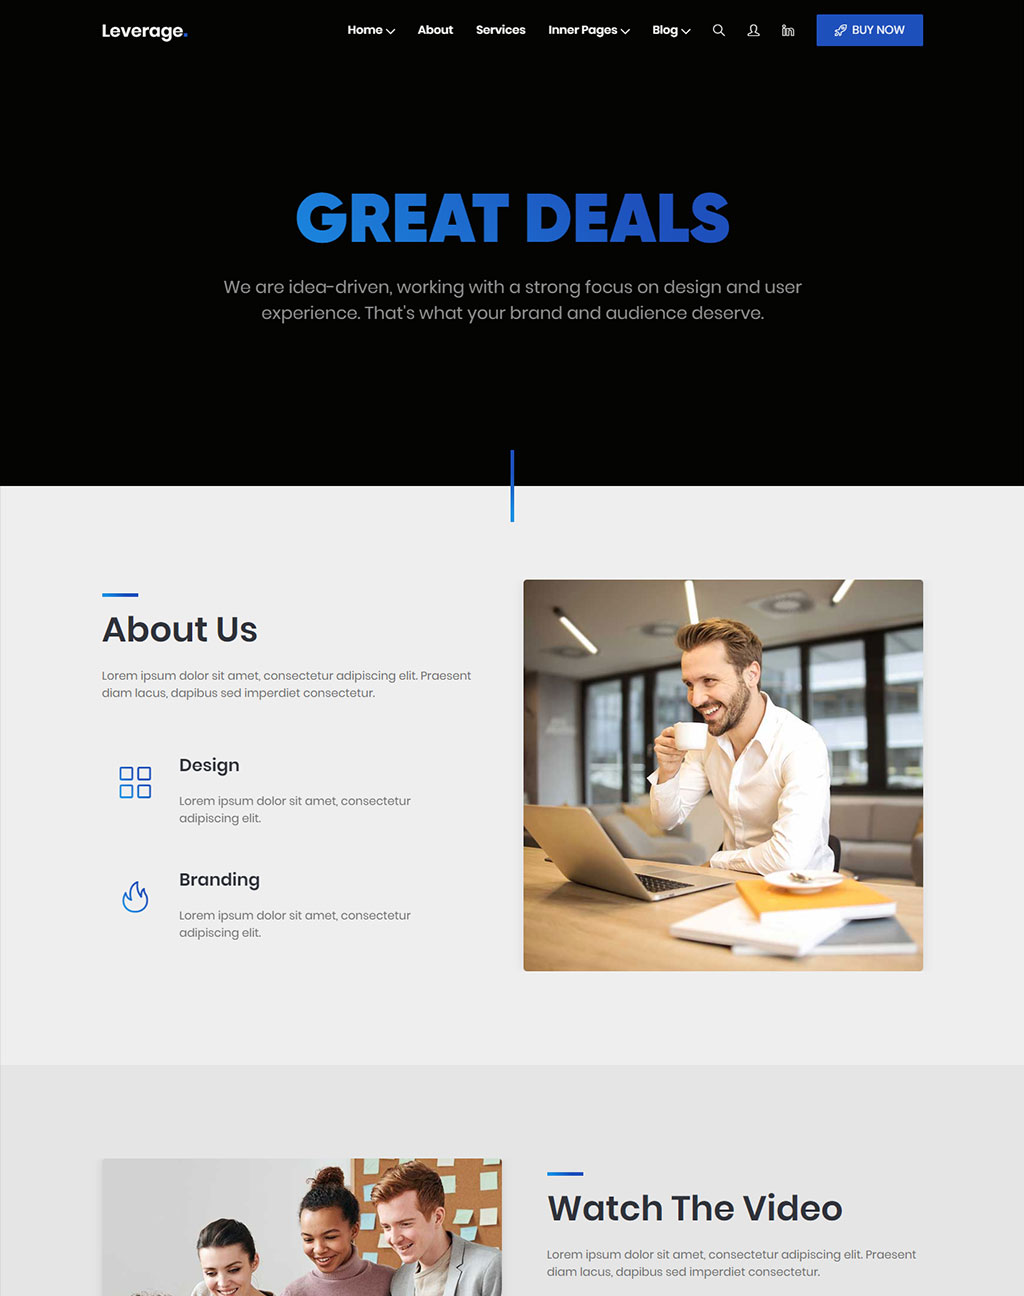 Leverage.
Home About Services Inner Pages Blog BUY NOW
GREAT DEALS
We are idea-driven, working with a strong focus on design and user
experience. That's what your brand and audience deserve.
About Us
Lorem ipsum dolor sit amet, consectetur adipiscing elit. Praesent
diam lacus, dapibus sed imperdiet consectetur.
Design
Lorem ipsum dolor sit amet, consectetur
adipiscing elit.
Branding
Lorem ipsum dolor sit amet, consectetur
adipiscing elit.
Watch The Video
Lorem ipsum dolor sit amet, consectetur adipiscing elit. Praesent
diam lacus, dapibus sed imperdiet consectetur.